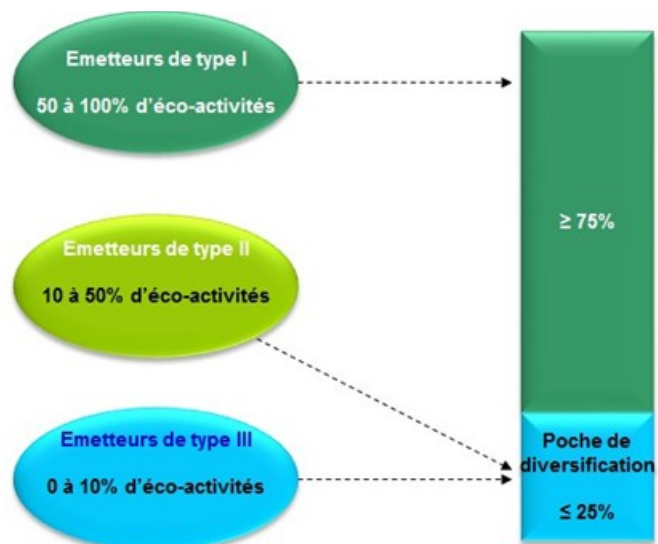 Emetteurs de type I
50 à 100% d'éco-activités
≥ 75%
Emetteurs de type II
10 à 50% d'éco-activités
Emetteurs de type III
0 à 10% d'éco-activités
Poche de
diversification
≤ 25%